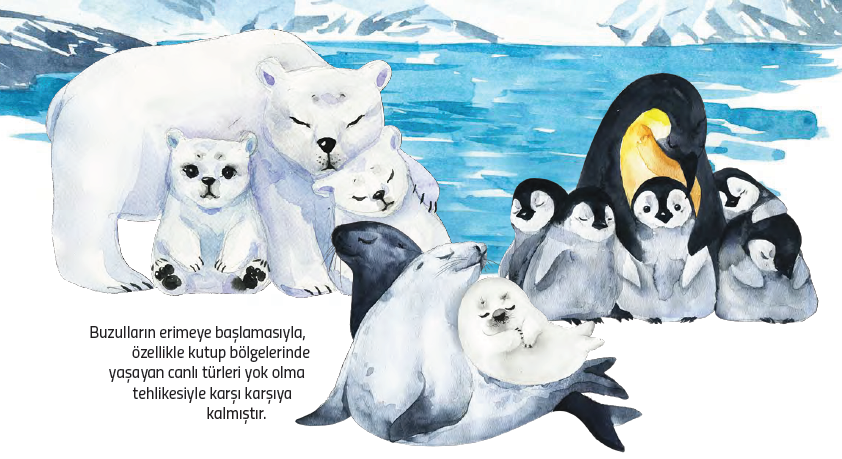 Buzulların erimeye başlamasıyla,
özellikle kutup bölgelerinde
yaşayan canlı türleri yok olma
tehlikesiyle karşı karşıya
kalmıştır.